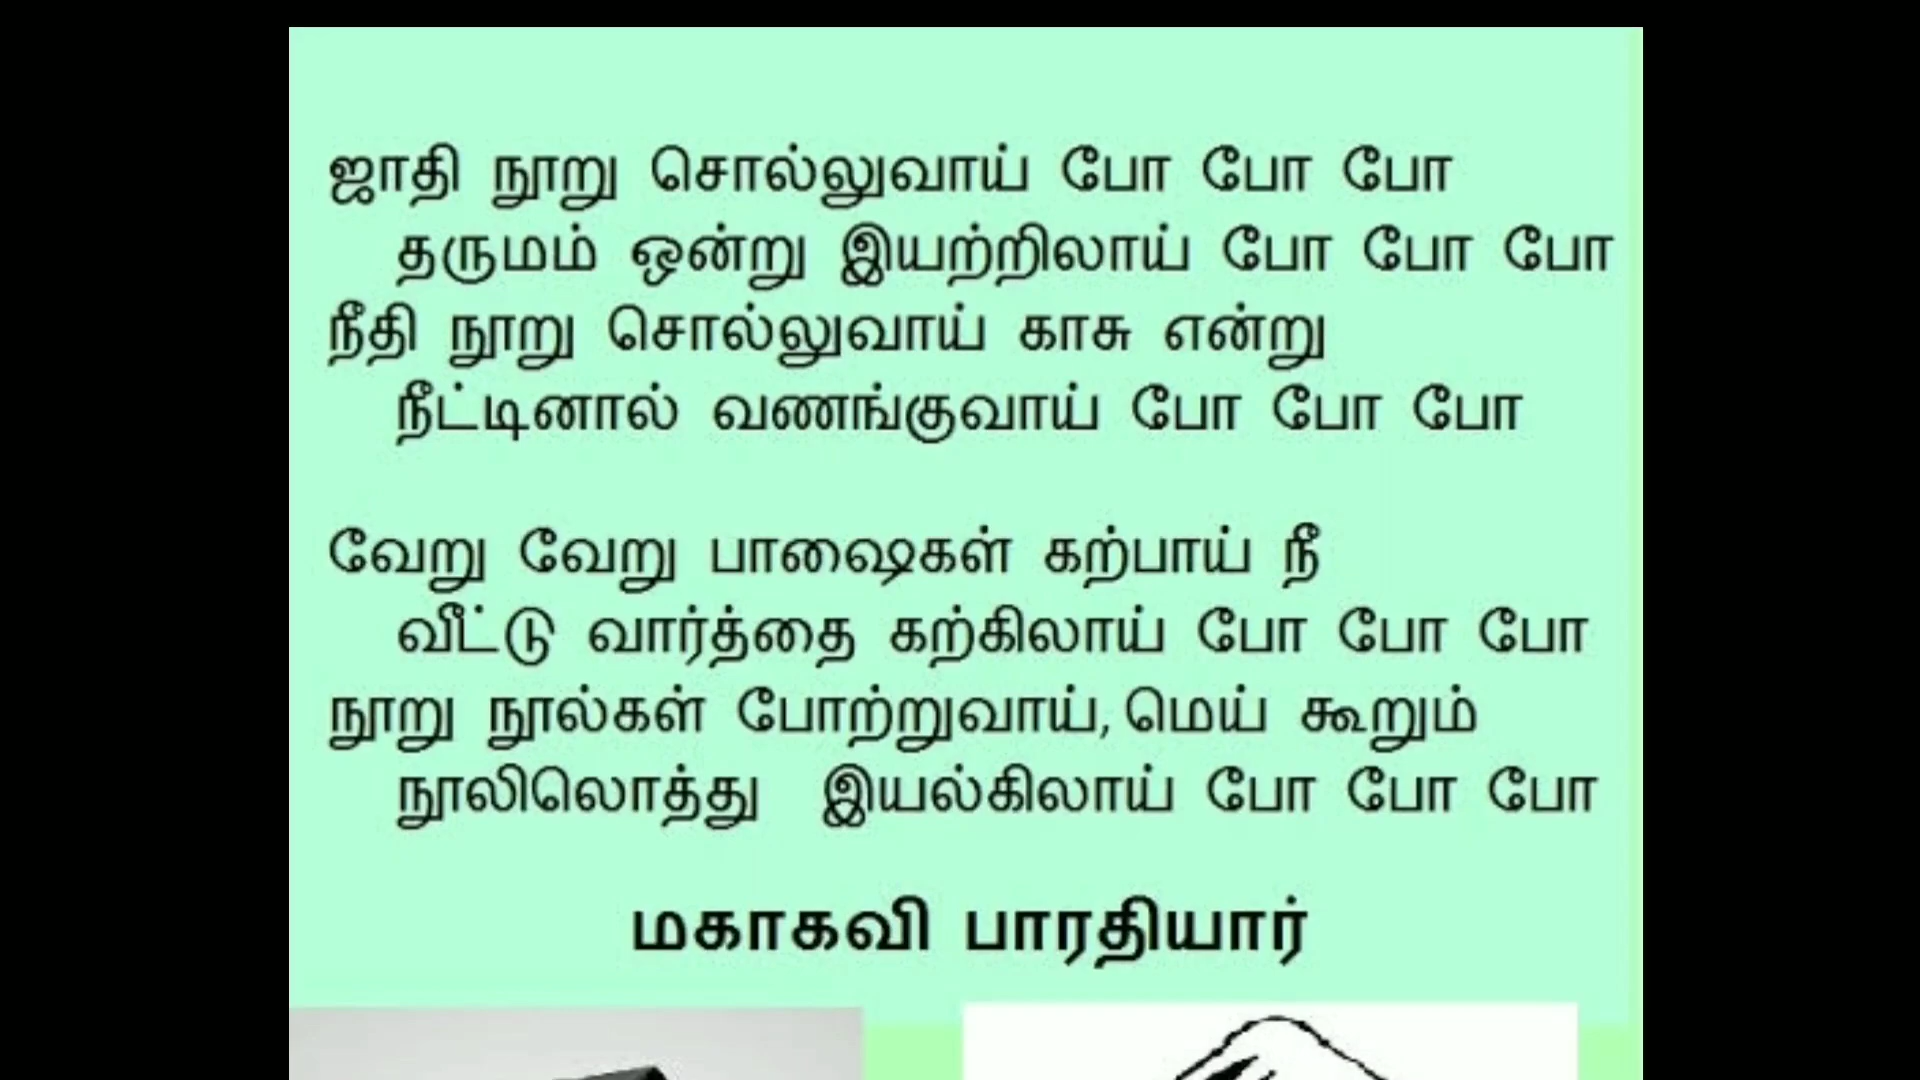 ஜாதி நூறு சொல்லுவாய் போ போ போ
தருமம் ஒன்று இயற்றிலாய் போ போ போ
நீதி நூறு சொல்லுவாய் காசு என்று
நீட்டினால் வணங்குவாய் போ போ போ
வேறு வேறு பாஷைகள் கற்பாய் நீ
வீட்டு வார்த்தை கற்கிலாய் போ போ போ
நூறு நூல்கள் போற்றுவாய், மெய் கூறும்
நூலிலொத்து இயல்கிலாய் போ போ போ
மகாகவி பாரதியார்